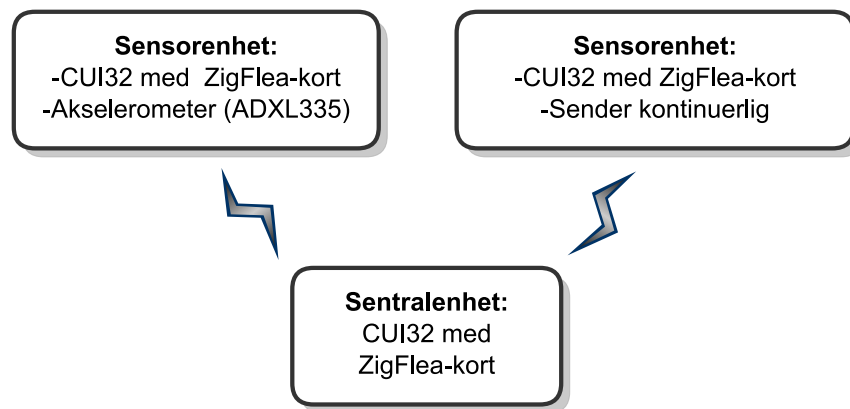 Sensorenhet:
-CUI32 med ZigFlea-kort
-Akselerometer (ADXL335)
Sensorenhet:
-CUI32 med ZigFlea-kort
-Sender kontinuerlig
Sentralenhet:
CUI32 med
ZigFlea-kort